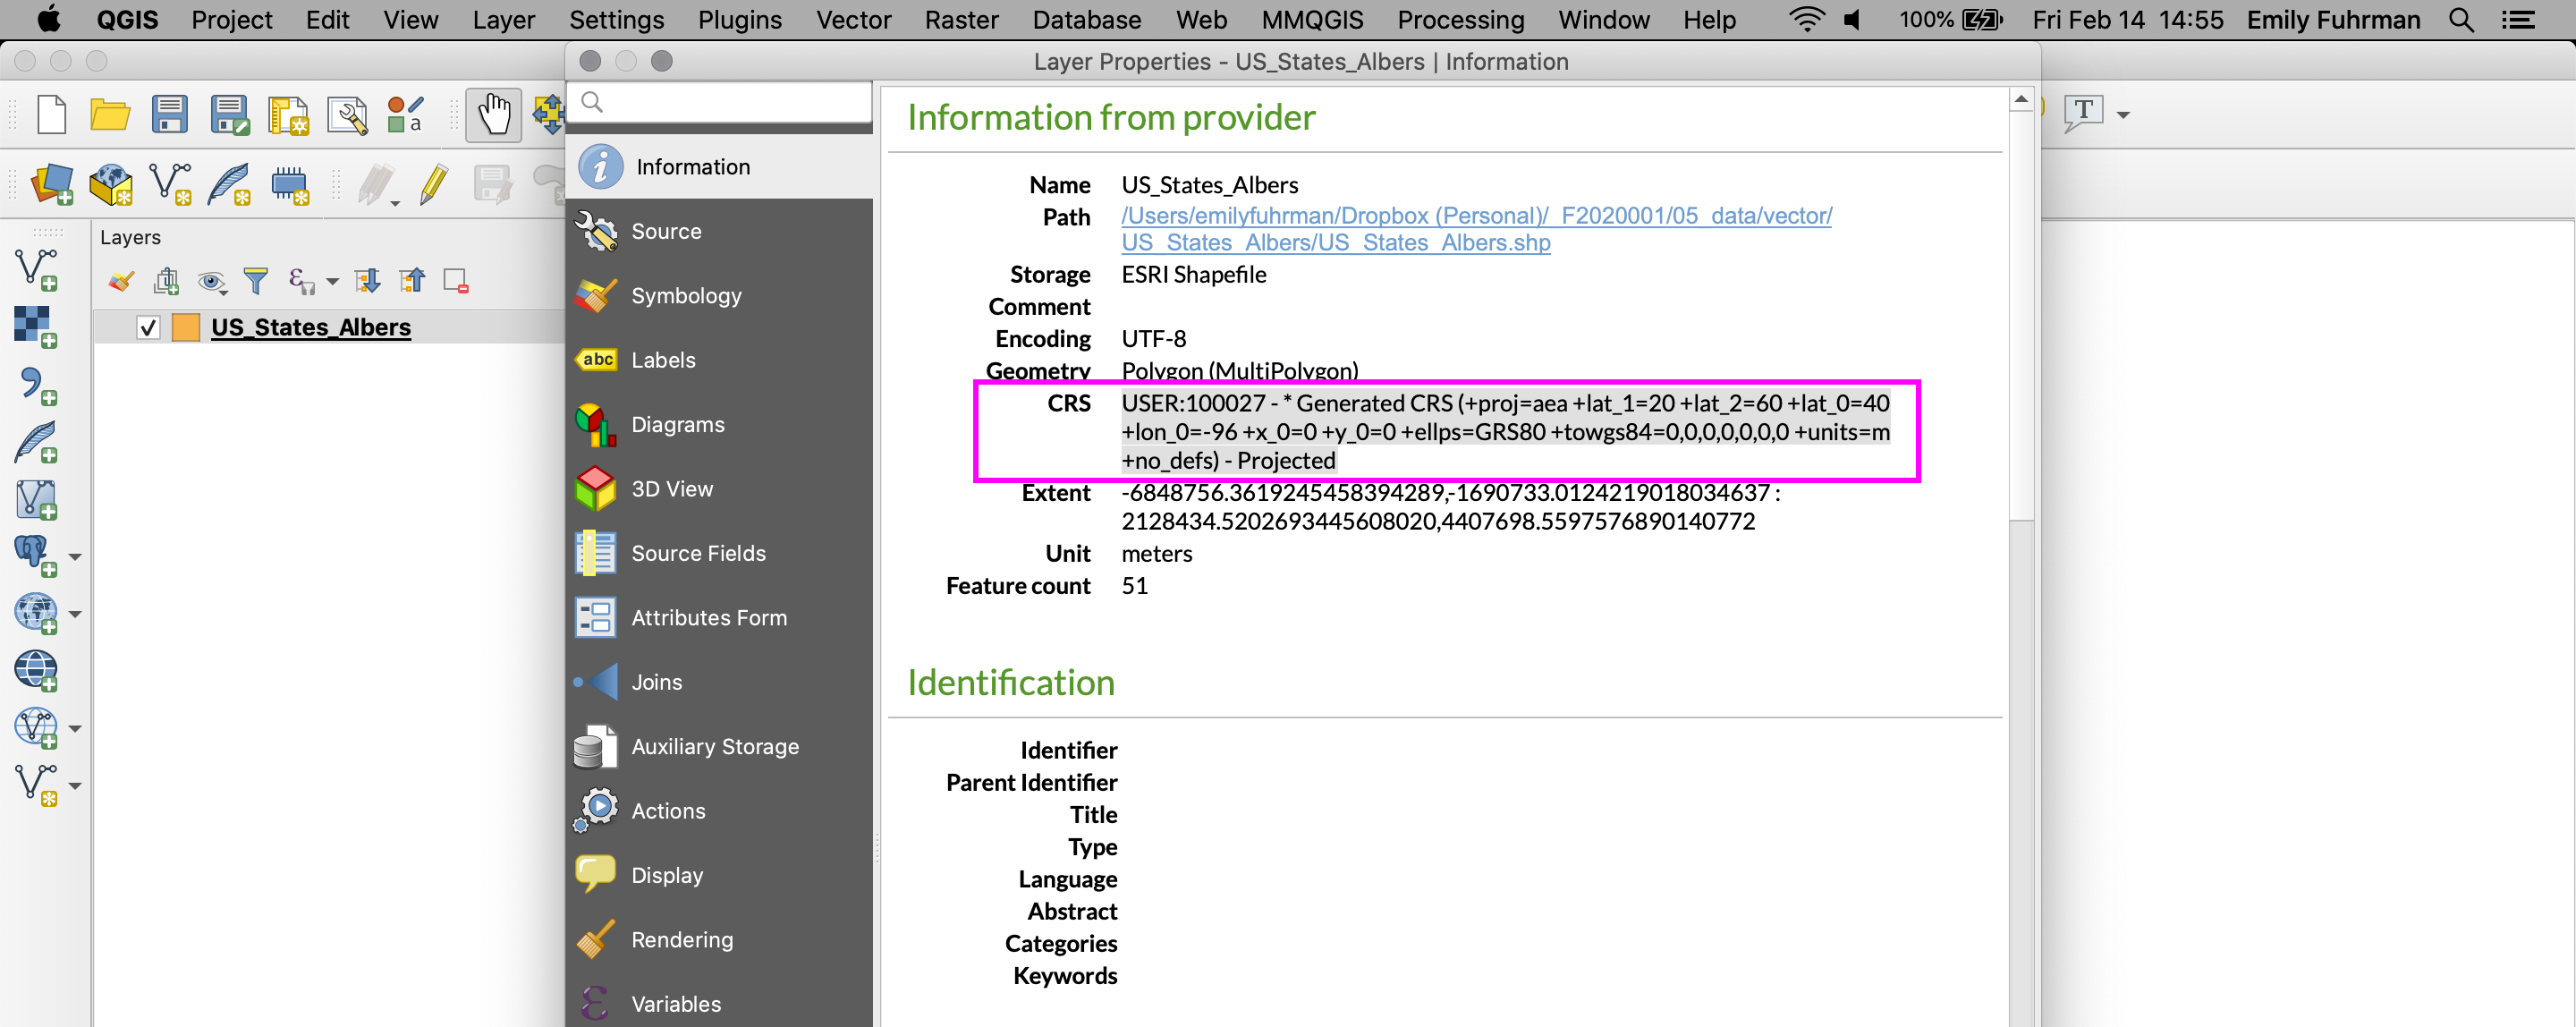 QGIS Project Edit View Layer Settings Plugins Vector Raster Database Web MMQGIS Processing Window Help 100% Fri Feb 14 14:55 Emily Fuhrman
Layer Properties - US_States_Albers | Information
Layers
US_States_Albers
Information
Source
Symbology
abc Labels
Diagrams
3D View
Source Fields
Attributes Form
Joins
Auxiliary Storage
Actions
Display
Rendering
Variables
Information from provider
Name US_States_Albers
Path /Users/emilyfuhrman/Dropbox (Personal)/_F2020001/05_data/vector/
US_States_Albers/US_States_Albers.shp
Storage ESRI Shapefile
Comment
Encoding UTF-8
Geometry Polygon (MultiPolygon)
CRS USER:100027 - * Generated CRS (+proj=aea +lat_1=20 +lat_2=60 +lat_0=40
+lon_0=-96 +x_0=0 +y_0=0 +ellps=GRS80 +towgs84=0,0,0,0,0,0,0 +units=m
+no_defs) - Projected
Extent -6848756.3619245458394289,-1690733.0124219018034637 :
2128434.5202693445608020,4407698.5597576890140772
Unit meters
Feature count 51
Identification
Identifier
Parent Identifier
Title
Type
Language
Abstract
Categories
Keywords